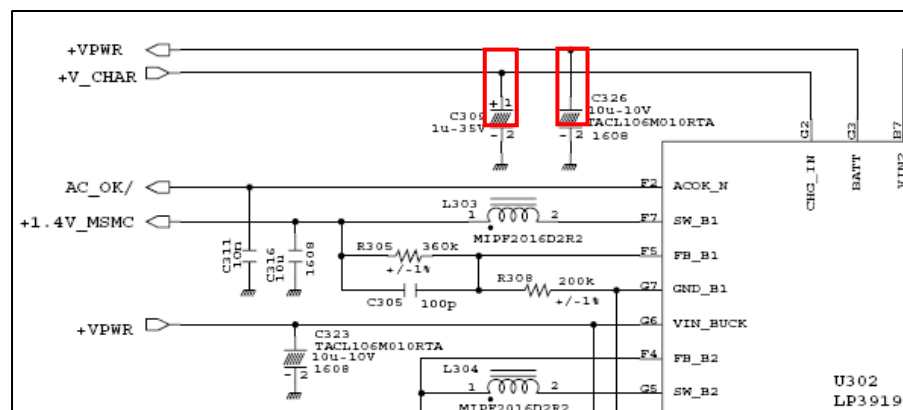 +VPWR
+V_CHAR
+ 1
C309
1u-35V
- 2
C326
10u-10V
TACL106M010RTA
- 2
1608
G2
G3
B7
CHG_IN
BATT
VIN2
AC_OK/
F2 ACOK_N
L303
+1.4V_MSMC
1 2
F7 SW_B1
MIPF2016D2R2
C311
10n
C316
10u
1608
R305 360k
+/-1%
F5 FB_B1
R308 200k
+/-1%
G7 GND_B1
C305 100p
+VPWR
G6 VIN_BUCK
C323
TACL106M010RTA
10u-10V
- 2
1608
F4 FB_B2
L304
1 2
G5 SW_B2
MIPF2016D2R2
U302
LP3919